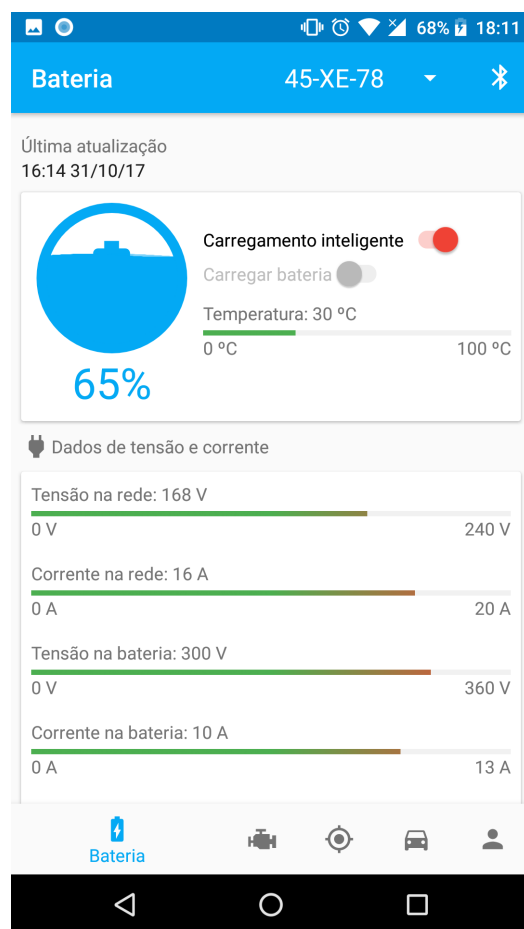 68% 18:11
Bateria 45-XE-78
Última atualização
16:14 31/10/17
Carregamento inteligente
Carregar bateria
Temperatura: 30 ºC
0 ºC 100 ºC
65%
Dados de tensão e corrente
Tensão na rede: 168 V
0 V 240 V
Corrente na rede: 16 A
0 A 20 A
Tensão na bateria: 300 V
0 V 360 V
Corrente na bateria: 10 A
0 A 13 A
Bateria